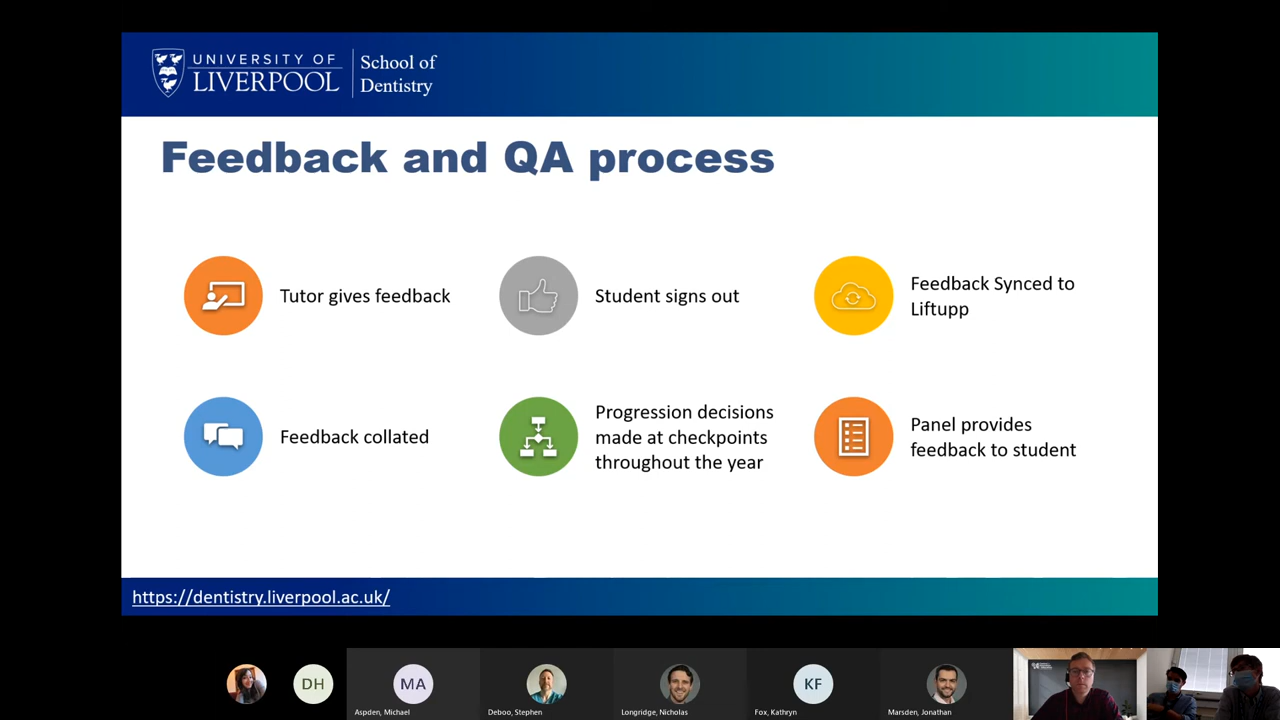 UNIVERSITY OF
LIVERPOOL
School of
Dentistry
Feedback and QA process
Tutor gives feedback
Student signs out
Feedback Synced to
Liftupp
Feedback collated
Progression decisions
made at checkpoints
throughout the year
Panel provides
feedback to student
https://dentistry.liverpool.ac.uk/
DH
MA
KF
Aspden, Michael
Deboo, Stephen
Longridge, Nicholas
Fox, Kathryn
Marsden, Jonathan